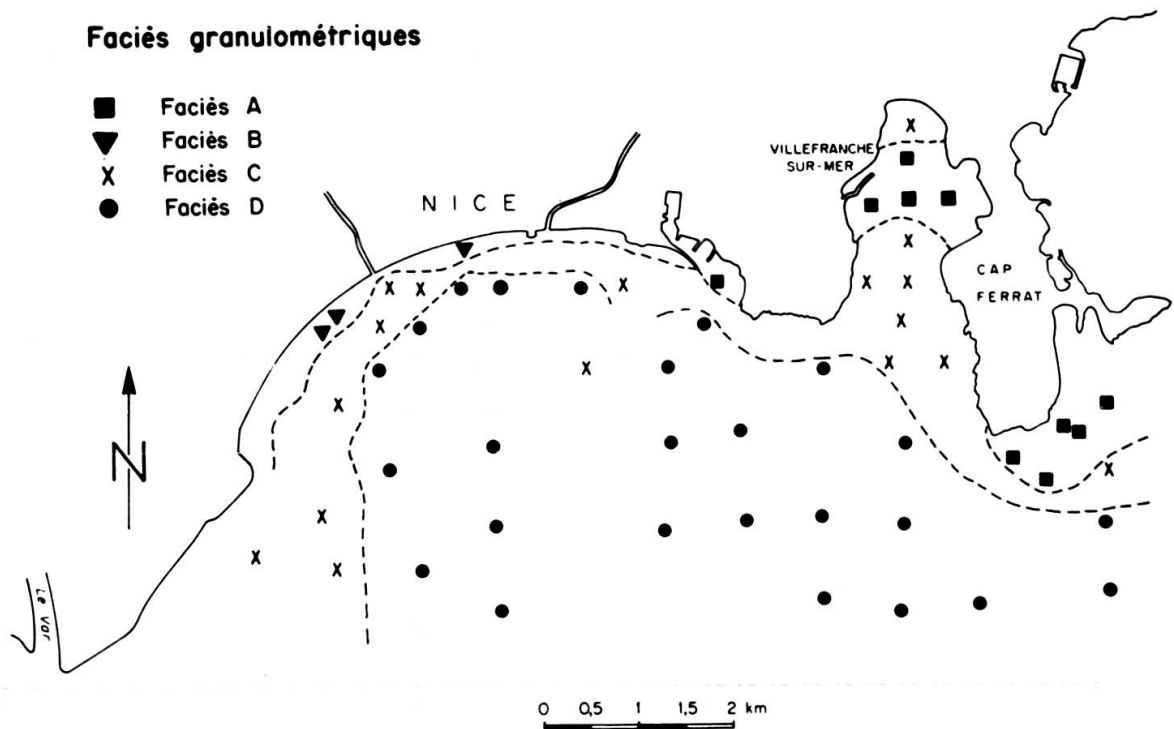 Faciès granulométriques
Faciès A
Faciès B
Faciès C
Faciès D
VILLEFRANCHE
SUR-MER
NICE
CAP
FERRAT
N
Le Var
0 0,5 1 1,5 2 km